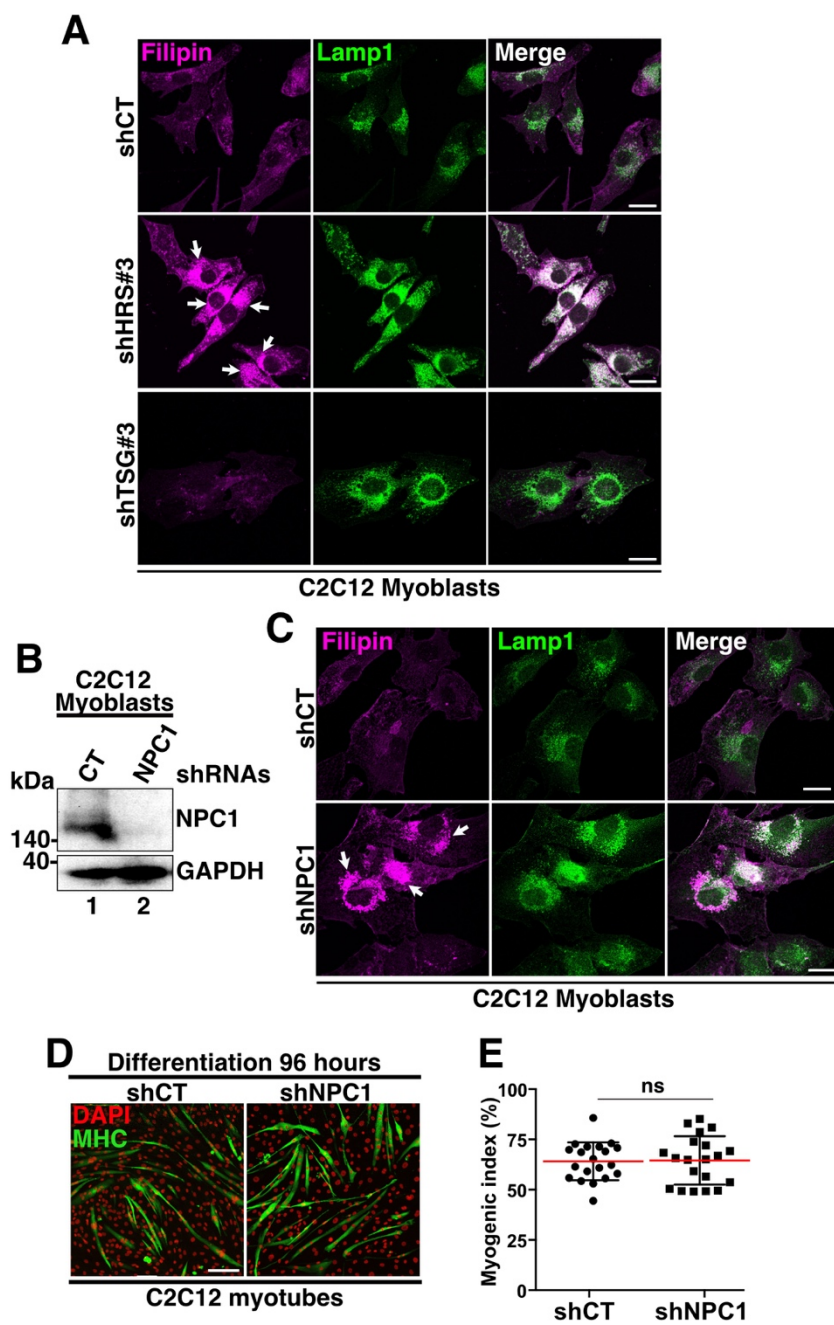 A
Filipin Lamp1 Merge
shCT
shHRS#3
shTSG#3
C2C12 Myoblasts
B
C2C12
Myoblasts
kDa CT NPC1 shRNAs
140 NPC1
40 GAPDH
1 2
C
Filipin Lamp1 Merge
shCT
shNPC1
C2C12 Myoblasts
D
Differentiation 96 hours
shCT shNPC1
DAPI
MHC
C2C12 myotubes
E
Myogenic index (%)
100
75
50
25
0
ns
shCT shNPC1